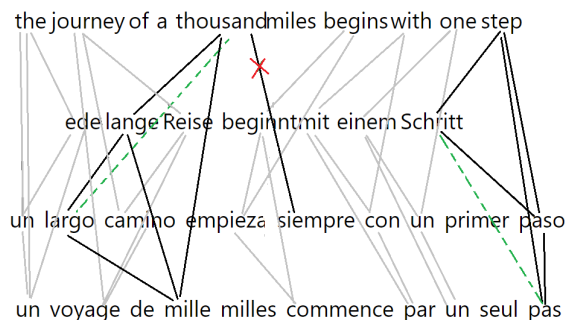 the journey of a thousand miles begins with one step
ede lange Reise beginnt mit einem Schritt
un largo camino empieza siempre con un primer paso
un voyage de mille milles commence par un seul pas